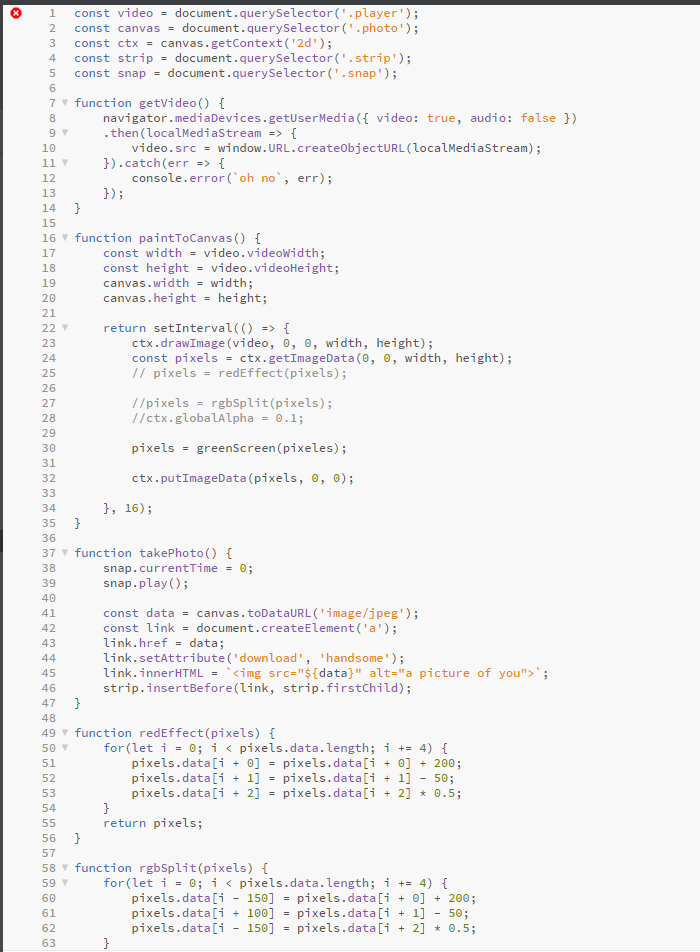 1 const video = document.querySelector('.player');
2 const canvas = document.querySelector('.photo');
3 const ctx = canvas.getContext('2d');
4 const strip = document.querySelector('.strip');
5 const snap = document.querySelector('.snap');
6
7 function getVideo() {
8     navigator.mediaDevices.getUserMedia({ video: true, audio: false })
9     .then(localMediaStream => {
10         video.src = window.URL.createObjectURL(localMediaStream);
11     }).catch(err => {
12         console.error(`oh no`, err);
13     });
14 }
15
16 function paintToCanvas() {
17     const width = video.videoWidth;
18     const height = video.videoHeight;
19     canvas.width = width;
20     canvas.height = height;
21
22     return setInterval(() => {
23         ctx.drawImage(video, 0, 0, width, height);
24         const pixels = ctx.getImageData(0, 0, width, height);
25         // pixels = redEffect(pixels);
26
27         //pixels = rgbSplit(pixels);
28         //ctx.globalAlpha = 0.1;
29
30         pixels = greenScreen(pixeles);
31
32         ctx.putImageData(pixels, 0, 0);
33
34     }, 16);
35 }
36
37 function takePhoto() {
38     snap.currentTime = 0;
39     snap.play();
40
41     const data = canvas.toDataURL('image/jpeg');
42     const link = document.createElement('a');
43     link.href = data;
44     link.setAttribute('download', 'handsome');
45     link.innerHTML = `<img src="${data}" alt="a picture of you">`;
46     strip.insertBefore(link, strip.firstChild);
47 }
48
49 function redEffect(pixels) {
50     for(let i = 0; i < pixels.data.length; i += 4) {
51         pixels.data[i + 0] = pixels.data[i + 0] + 200;
52         pixels.data[i + 1] = pixels.data[i + 1] - 50;
53         pixels.data[i + 2] = pixels.data[i + 2] * 0.5;
54     }
55     return pixels;
56 }
57
58 function rgbSplit(pixels) {
59     for(let i = 0; i < pixels.data.length; i += 4) {
60         pixels.data[i - 150] = pixels.data[i + 0] + 200;
61         pixels.data[i + 100] = pixels.data[i + 1] - 50;
62         pixels.data[i - 150] = pixels.data[i + 2] * 0.5;
63     }